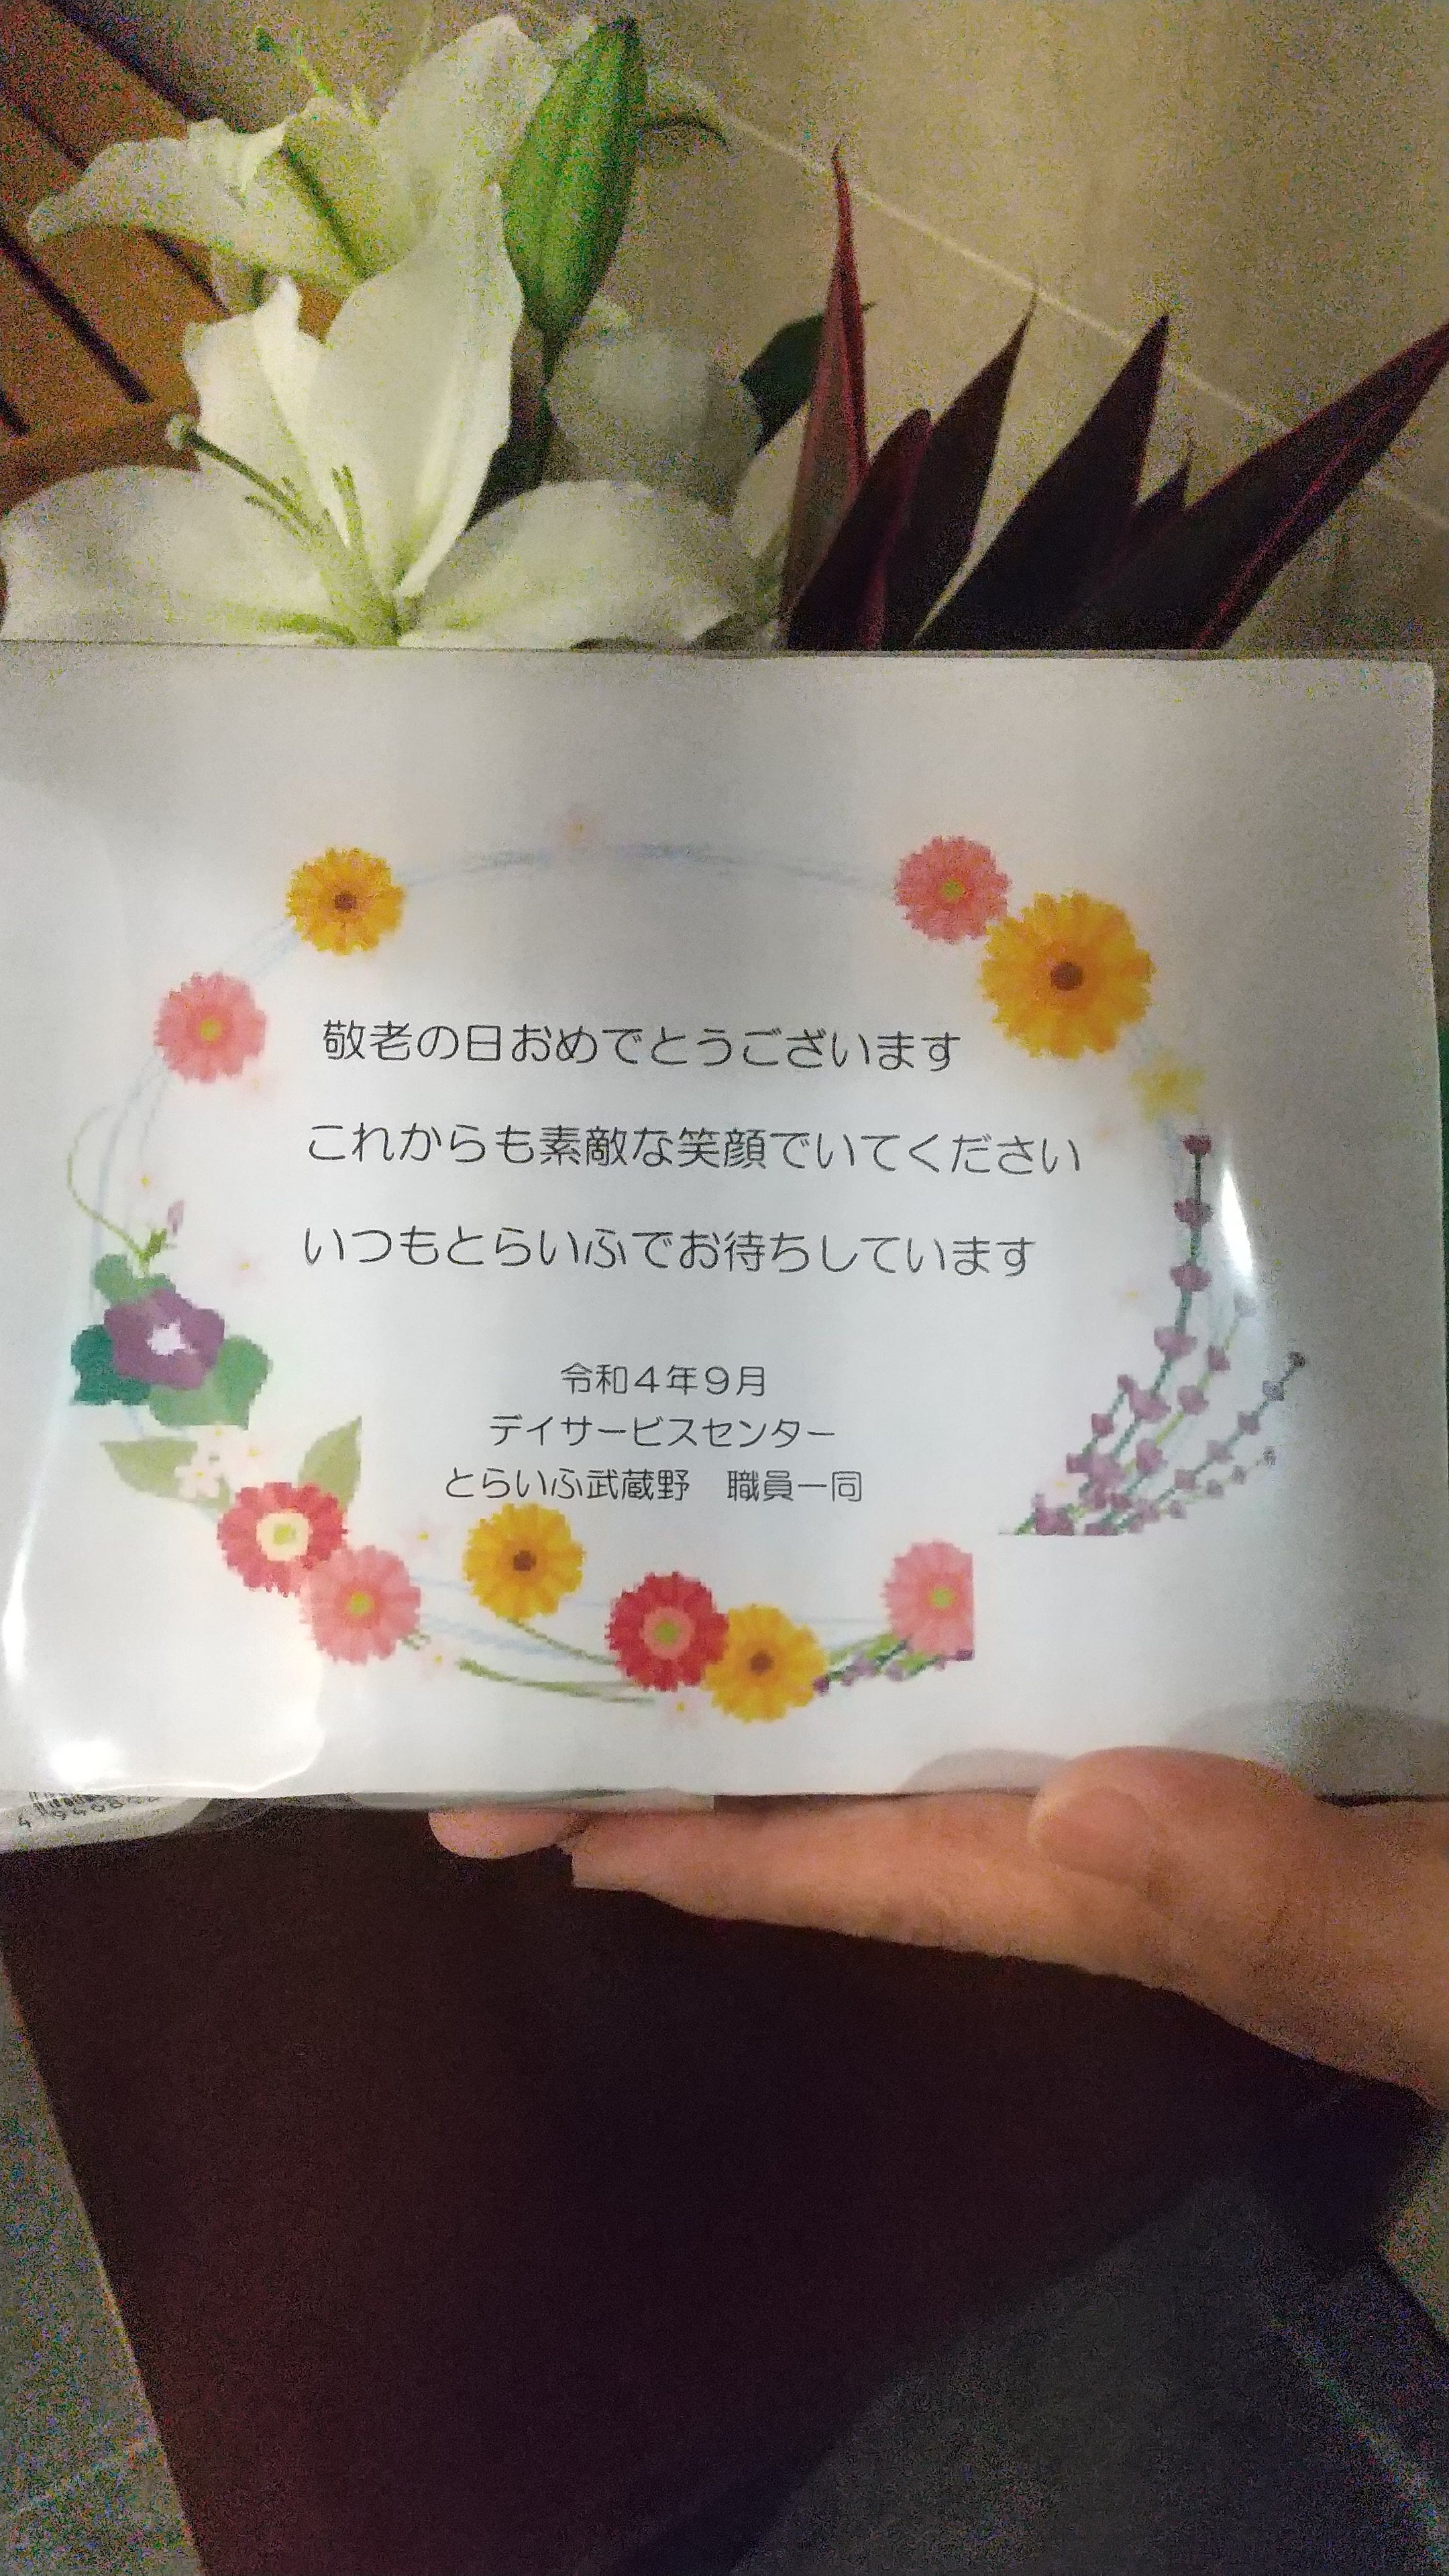 敬老の日おめでとうございます
これからも素敵な笑顔でいてください
いつもとらいふでお待ちしています
令和４年９月
デイサービスセンター
とらいふ武蔵野　職員一同